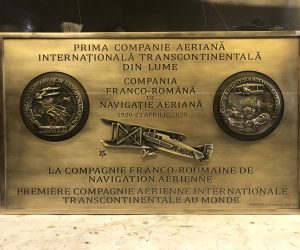 PRIMA COMPANIE AERIANĂ
INTERNAȚIONALĂ TRANSCONTINENTALĂ
DIN LUME
COMPANIA
FRANCO-ROMÂNĂ
DE
NAVIGAȚIE AERIANĂ
1920-23 APRILIE 2020
LA COMPAGNIE FRANCO-ROUMAINE DE
NAVIGATION AÉRIENNE
PREMIÈRE COMPAGNIE AÉRIENNE INTERNATIONALE
TRANSCONTINENTALE AU MONDE